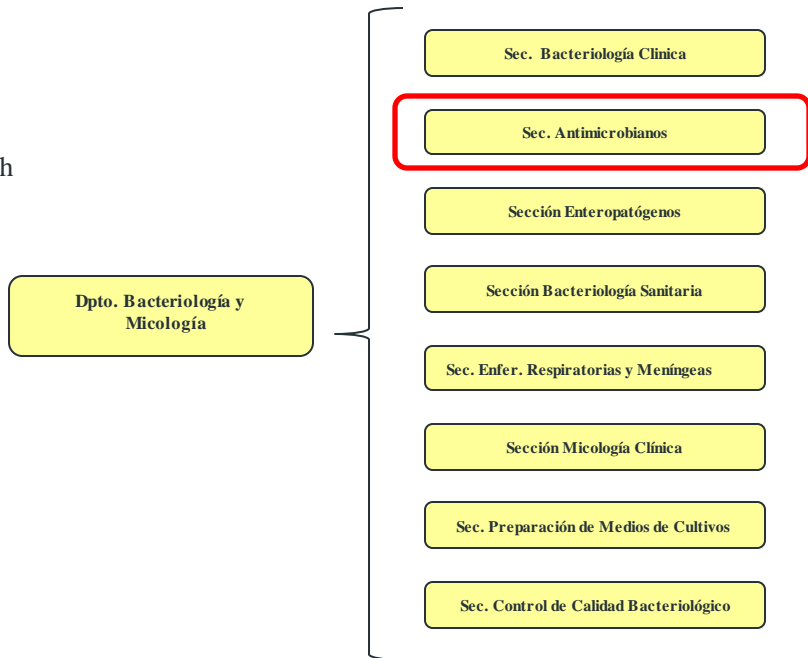 Sec. Bacteriología Clinica
Sec. Antimicrobianos
h
Sección Enteropatógenos
Sección Bacteriología Sanitaria
Dpto. Bacteriología y
Micología
Sec. Enfer. Respiratorias y Meníngeas
Sección Micología Clínica
Sec. Preparación de Medios de Cultivos
Sec. Control de Calidad Bacteriológico